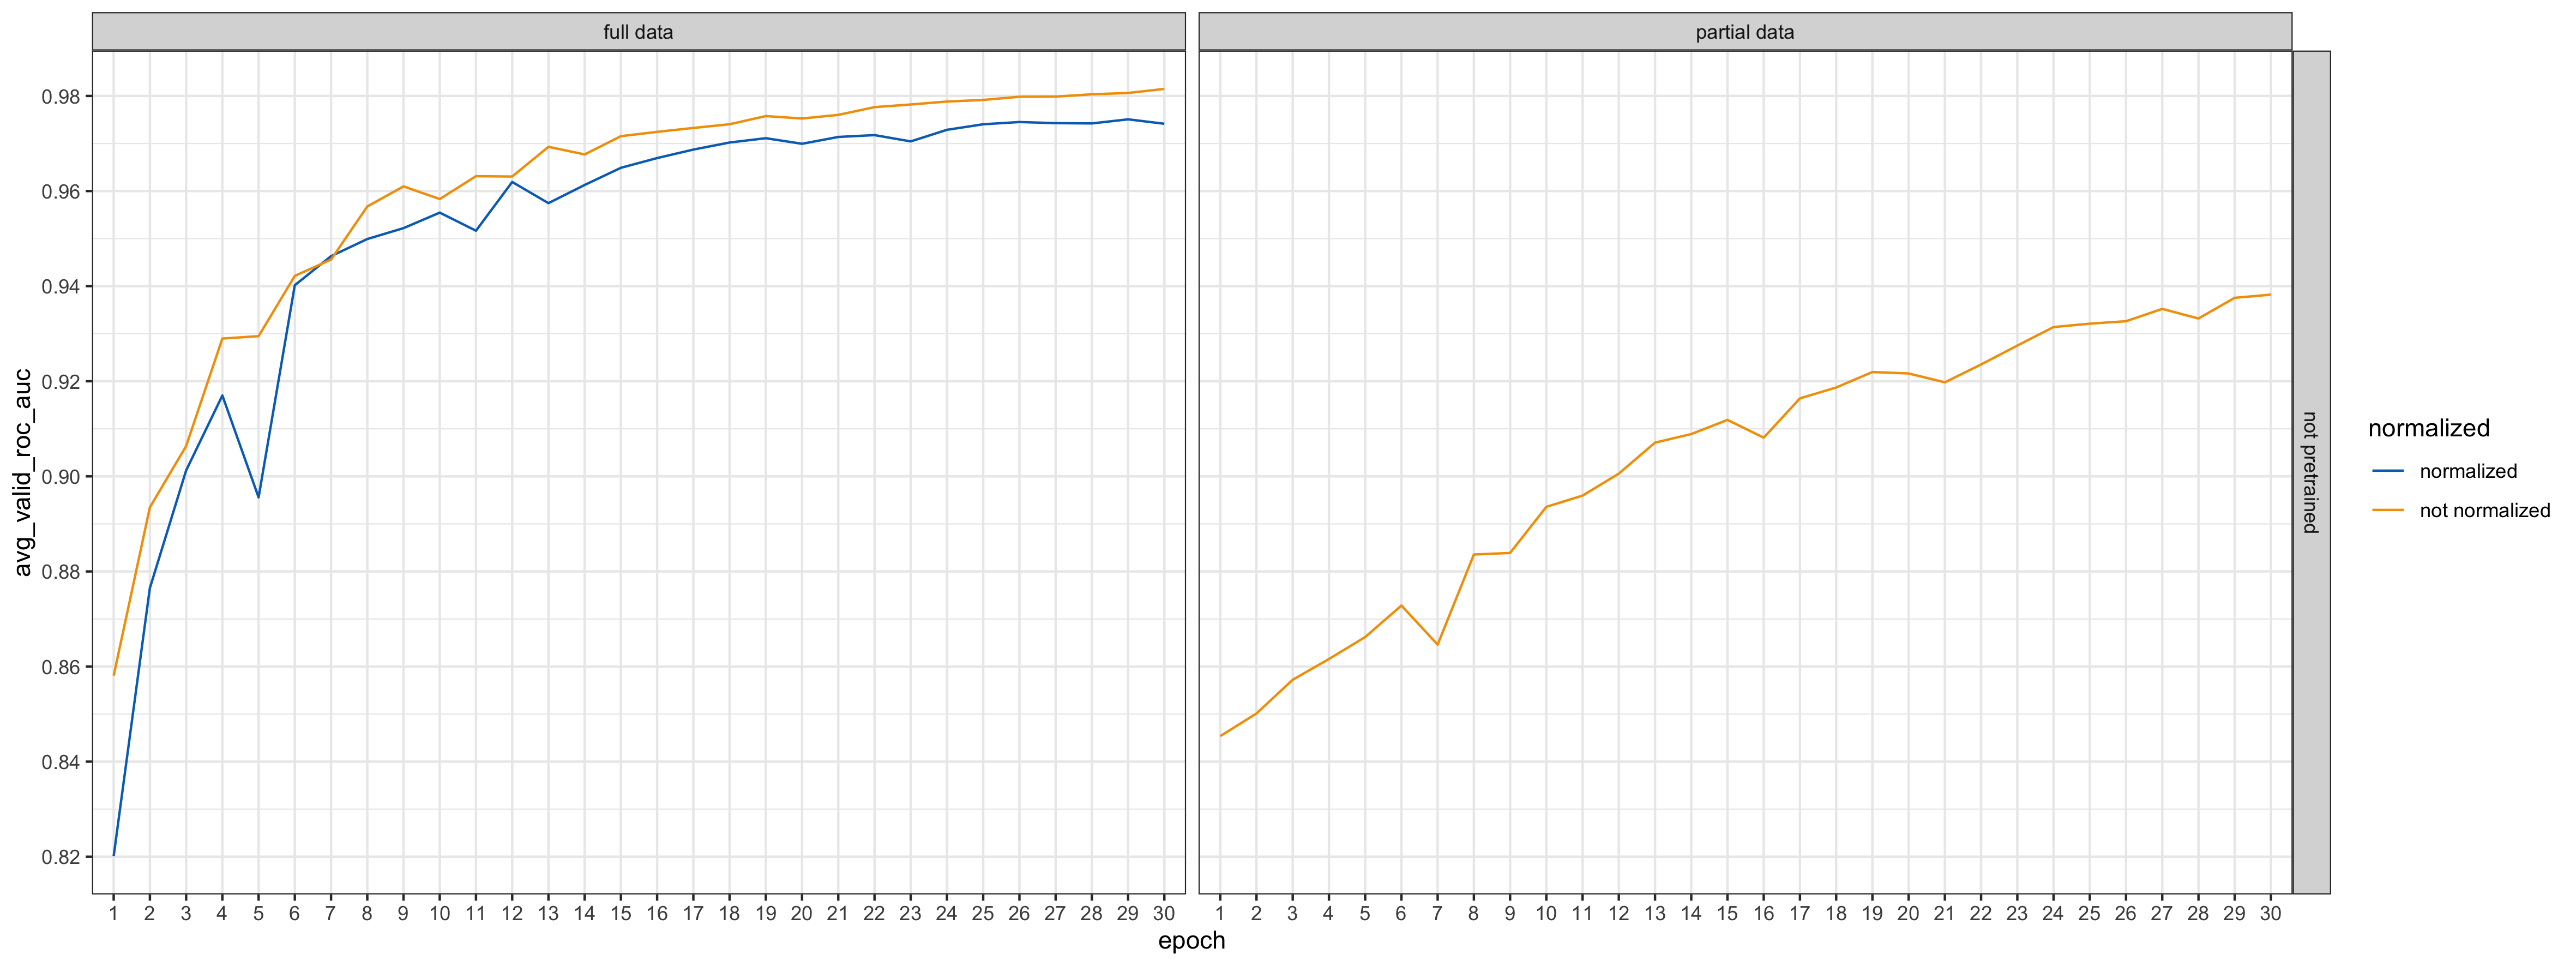 full data
partial data
avg_valid_roc_auc
0.98
0.96
0.94
0.92
0.90
0.88
0.86
0.84
0.82
not pretrained
normalized
normalized
not normalized
1 2 3 4 5 6 7 8 9 10 11 12 13 14 15 16 17 18 19 20 21 22 23 24 25 26 27 28 29 30
1 2 3 4 5 6 7 8 9 10 11 12 13 14 15 16 17 18 19 20 21 22 23 24 25 26 27 28 29 30
epoch